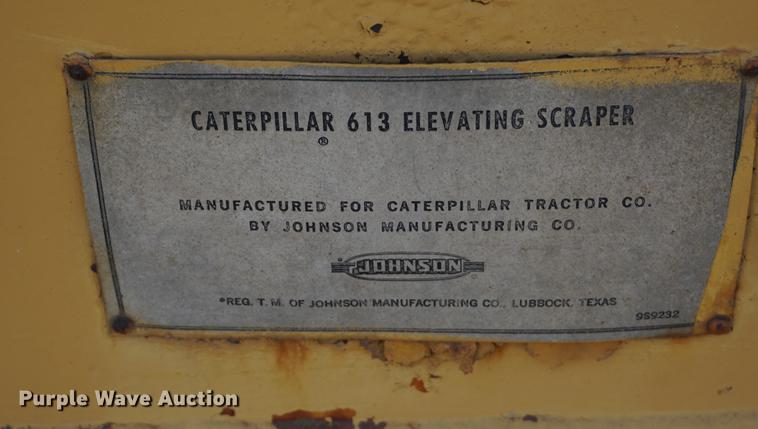 CATERPILLAR 613 ELEVATING SCRAPER
®
MANUFACTURED FOR CATERPILLAR TRACTOR CO.
BY JOHNSON MANUFACTURING CO.
JOHNSON
*REG. T. M. OF JOHNSON MANUFACTURING CO., LUBBOCK, TEXAS
9S9232
Purple Wave Auction